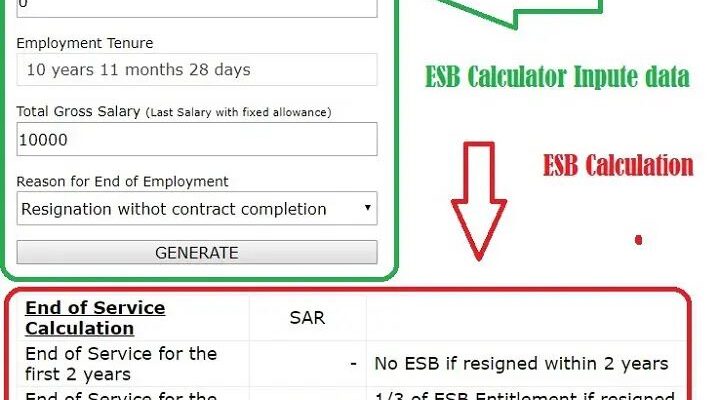 0
Employment Tenure
10 years 11 months 28 days
ESB Calculator Inpute data
Total Gross Salary (Last Salary with fixed allowance)
10000
ESB Calculation
Reason for End of Employment
Resignation withot contract completion
GENERATE
End of Service
Calculation
SAR
End of Service for the
first 2 years
-
No ESB if resigned within 2 years
End of Service for the
1/3 of ESB Entitlement if resigned